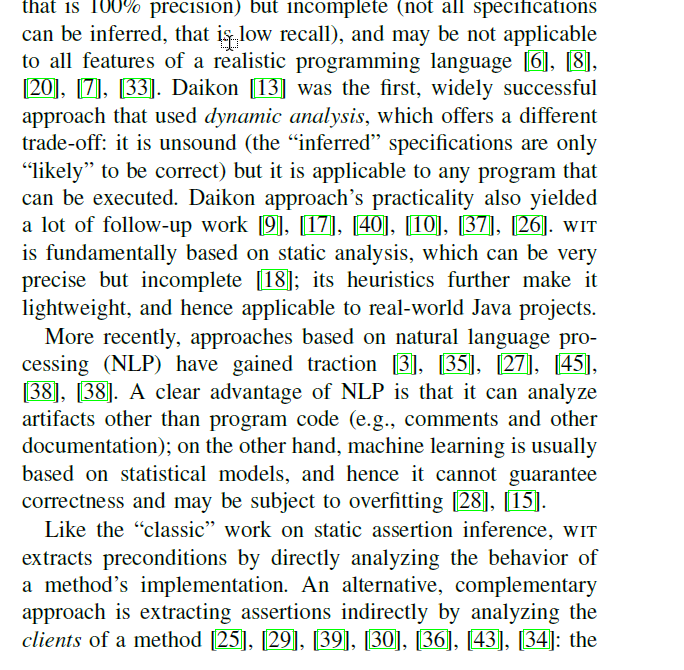 that is 100% precision) but incomplete (not all specifications
can be inferred, that is low recall), and may be not applicable
to all features of a realistic programming language [6], [8],
[20], [7], [33]. Daikon [13] was the first, widely successful
approach that used dynamic analysis, which offers a different
trade-off: it is unsound (the “inferred” specifications are only
“likely” to be correct) but it is applicable to any program that
can be executed. Daikon approach’s practicality also yielded
a lot of follow-up work [9], [17], [40], [10], [37], [26]. WIT
is fundamentally based on static analysis, which can be very
precise but incomplete [18]; its heuristics further make it
lightweight, and hence applicable to real-world Java projects.
More recently, approaches based on natural language pro-
cessing (NLP) have gained traction [3], [35], [27], [45],
[38], [38]. A clear advantage of NLP is that it can analyze
artifacts other than program code (e.g., comments and other
documentation); on the other hand, machine learning is usually
based on statistical models, and hence it cannot guarantee
correctness and may be subject to overfitting [28], [15].
Like the “classic” work on static assertion inference, WIT
extracts preconditions by directly analyzing the behavior of
a method’s implementation. An alternative, complementary
approach is extracting assertions indirectly by analyzing the
clients of a method [25], [29], [39], [30], [36], [43], [34]: the